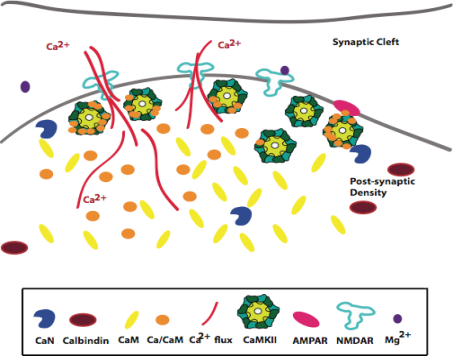 Ca2+
Ca2+
Synaptic Cleft
Post-synaptic
Density
Ca2+
CaN Calbindin CaM Ca/CaM Ca2+ flux CaMKII AMPAR NMDAR Mg2+